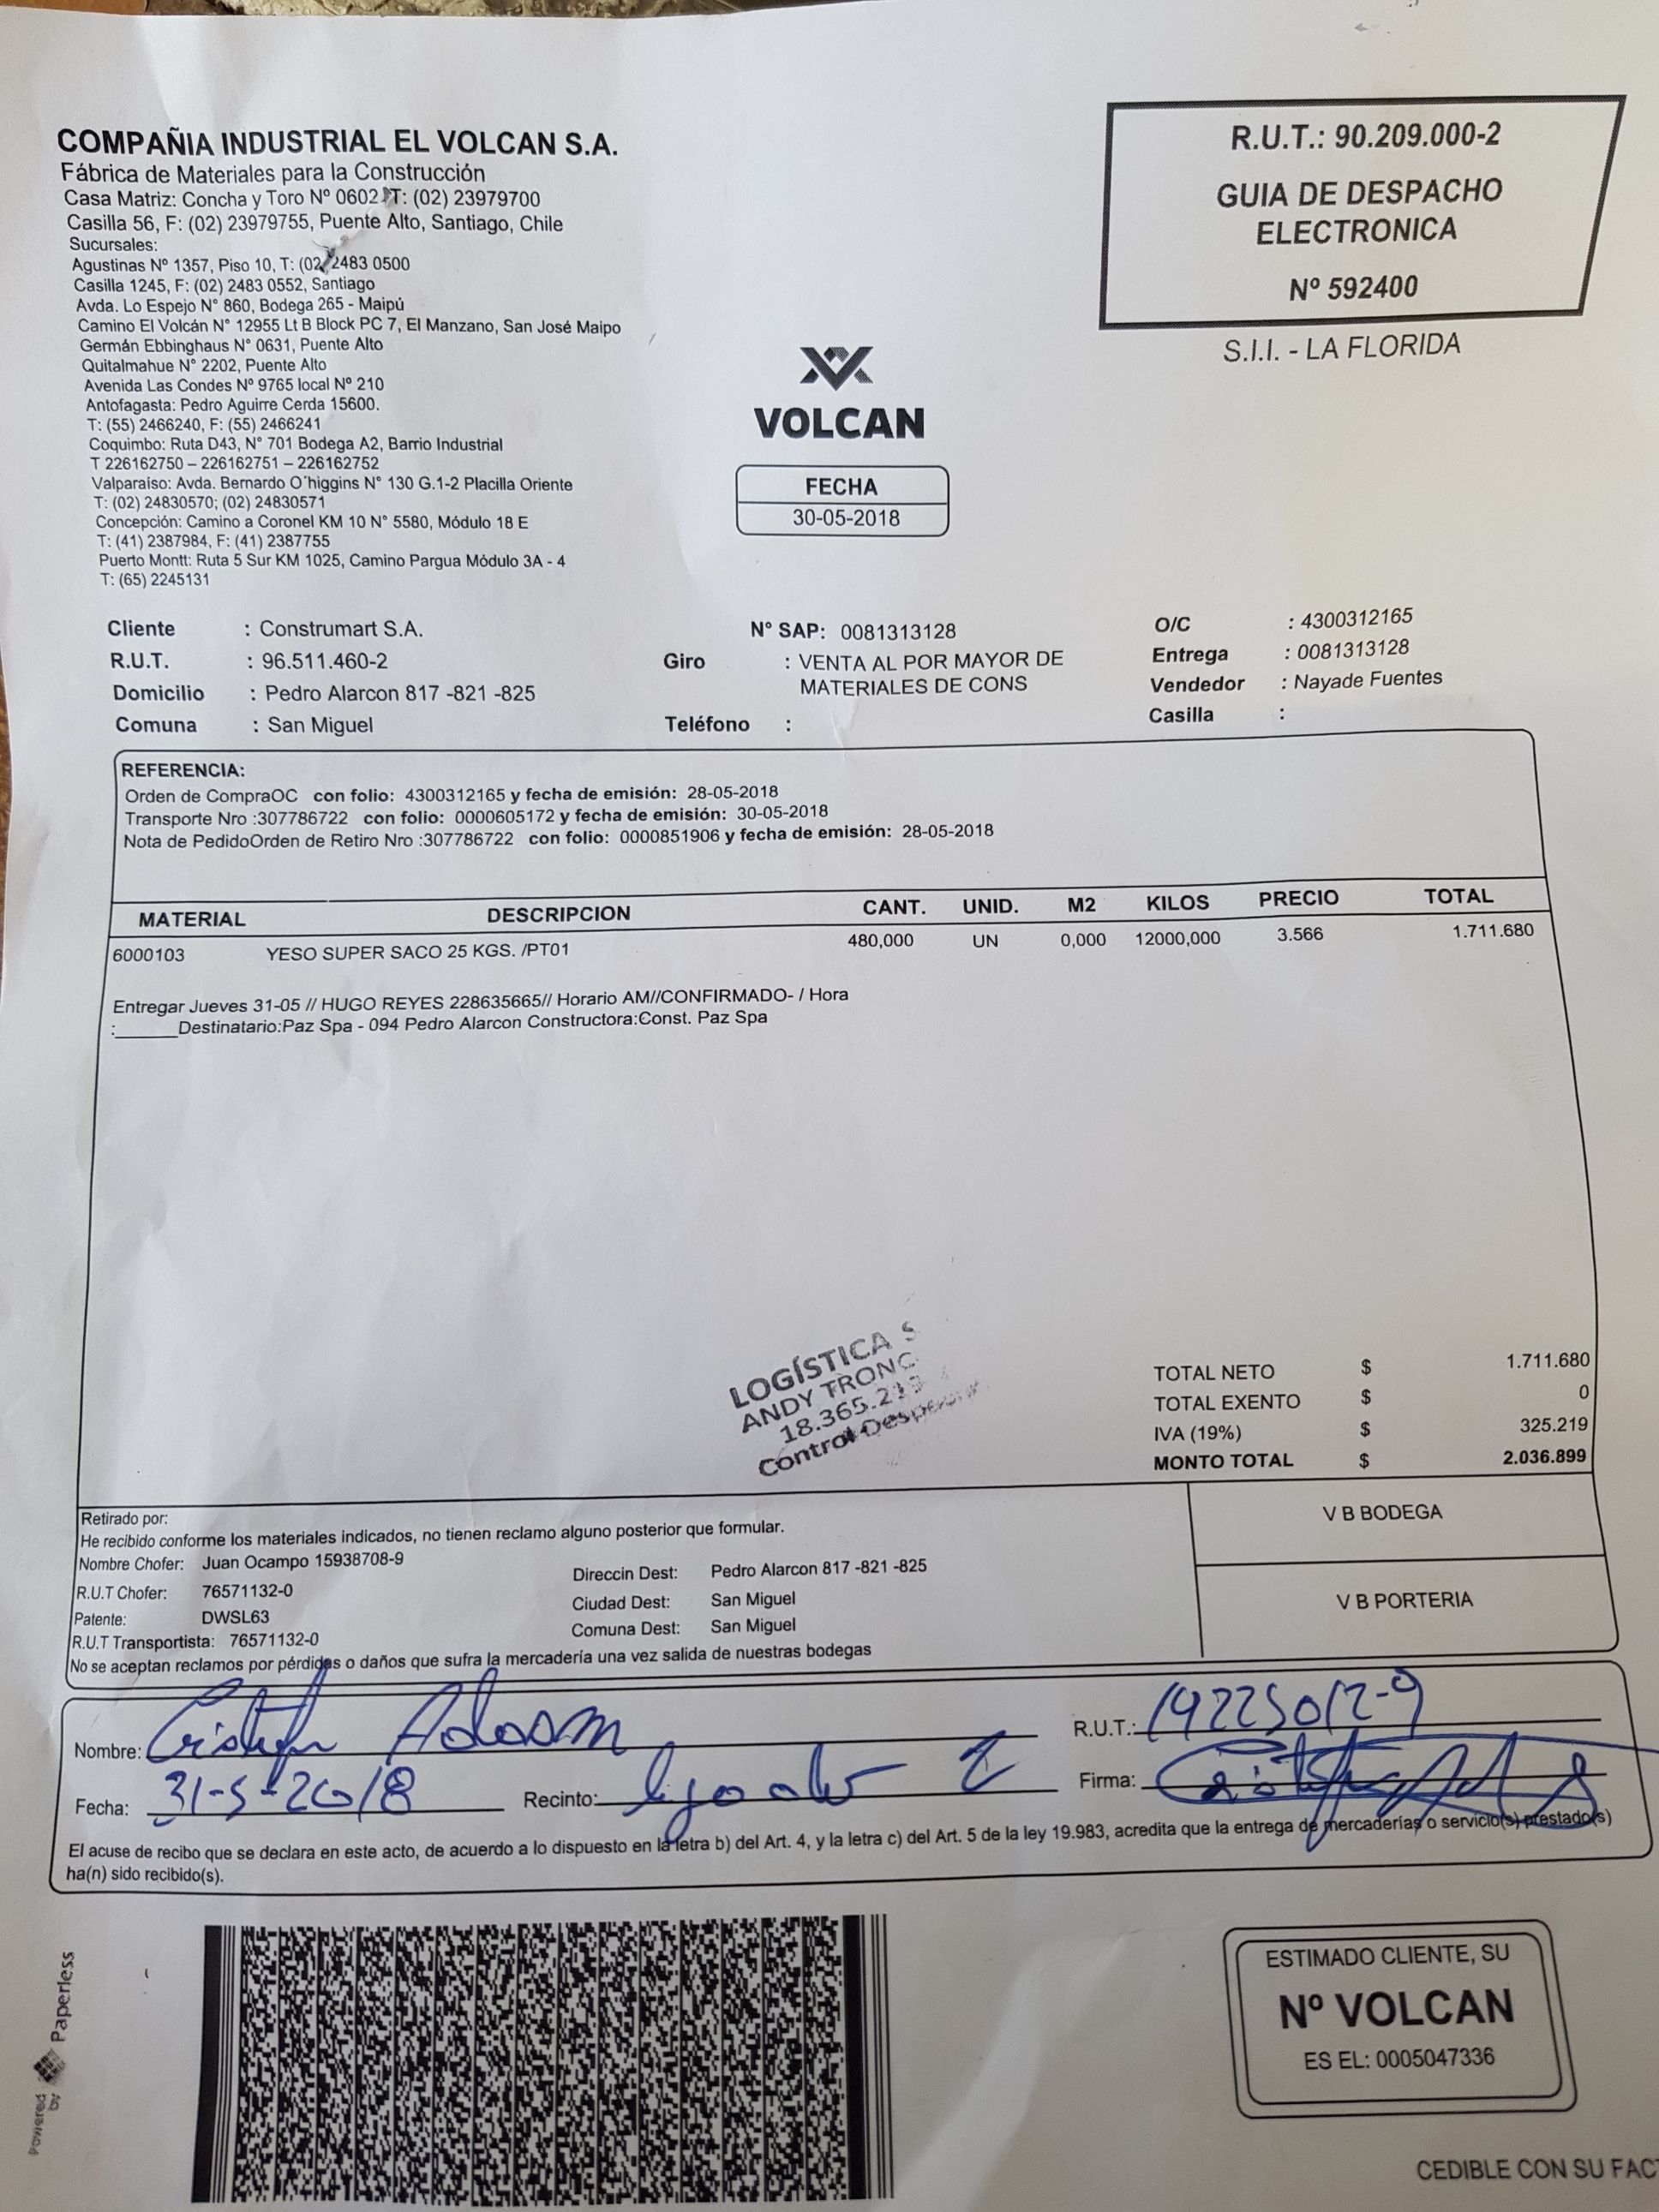 COMPAÑIA INDUSTRIAL EL VOLCAN S.A.
Fábrica de Materiales para la Construcción
Casa Matriz: Concha y Toro Nº 0602 T: (02) 23979700
Casilla 56, F: (02) 23979755, Puente Alto, Santiago, Chile
Sucursales:
Agustinas Nº 1357, Piso 10, T: (02) 2483 0500
Casilla 1245, F: (02) 2483 0552, Santiago
Avda. Lo Espejo N° 860, Bodega 265 - Maipú
Camino El Volcán N° 12955 Lt B Block PC 7, El Manzano, San José Maipo
Germán Ebbinghaus N° 0631, Puente Alto
Quitalmahue N° 2202, Puente Alto
Avenida Las Condes Nº 9765 local Nº 210
Antofagasta: Pedro Aguirre Cerda 15600.
T: (55) 2466240, F: (55) 2466241
Coquimbo: Ruta D43, N° 701 Bodega A2, Barrio Industrial
T 226162750 – 226162751 – 226162752
Valparaiso: Avda. Bernardo O´higgins N° 130 G.1-2 Placilla Oriente
T: (02) 24830570; (02) 24830571
Concepción: Camino a Coronel KM 10 N° 5580, Módulo 18 E
T: (41) 2387984, F: (41) 2387755
Puerto Montt: Ruta 5 Sur KM 1025, Camino Pargua Módulo 3A - 4
T: (65) 2245131
R.U.T.: 90.209.000-2
GUIA DE DESPACHO
ELECTRONICA
Nº 592400
S.I.I. - LA FLORIDA
VOLCAN
FECHA
30-05-2018
Cliente : Construmart S.A.
R.U.T. : 96.511.460-2
Domicilio : Pedro Alarcon 817 -821 -825
Comuna : San Miguel
N° SAP: 0081313128
Giro : VENTA AL POR MAYOR DE
MATERIALES DE CONS
Teléfono :
O/C : 4300312165
Entrega : 0081313128
Vendedor : Nayade Fuentes
Casilla :
REFERENCIA:
Orden de CompraOC con folio: 4300312165 y fecha de emisión: 28-05-2018
Transporte Nro :307786722 con folio: 0000605172 y fecha de emisión: 30-05-2018
Nota de PedidoOrden de Retiro Nro :307786722 con folio: 0000851906 y fecha de emisión: 28-05-2018
MATERIAL DESCRIPCION CANT. UNID. M2 KILOS PRECIO TOTAL
6000103 YESO SUPER SACO 25 KGS. /PT01 480,000 UN 0,000 12000,000 3.566 1.711.680
Entregar Jueves 31-05 // HUGO REYES 228635665// Horario AM//CONFIRMADO- / Hora
:______Destinatario:Paz Spa - 094 Pedro Alarcon Constructora:Const. Paz Spa
LOGÍSTICA S
ANDY TRONC
18.365.
Control
TOTAL NETO $ 1.711.680
TOTAL EXENTO $ 0
IVA (19%) $ 325.219
MONTO TOTAL $ 2.036.899
Retirado por:
He recibido conforme los materiales indicados, no tienen reclamo alguno posterior que formular.
Nombre Chofer: Juan Ocampo 15938708-9
R.U.T Chofer: 76571132-0
Patente: DWSL63
R.U.T Transportista: 76571132-0
Direccin Dest: Pedro Alarcon 817 -821 -825
Ciudad Dest: San Miguel
Comuna Dest: San Miguel
No se aceptan reclamos por pérdidas o daños que sufra la mercadería una vez salida de nuestras bodegas
V B BODEGA
V B PORTERIA
Nombre:
R.U.T.: 19225012-9
Fecha: 31-5-2018 Recinto: Firma:
El acuse de recibo que se declara en este acto, de acuerdo a lo dispuesto en la letra b) del Art. 4, y la letra c) del Art. 5 de la ley 19.983, acredita que la entrega de mercaderías o servicio(s) prestado(s)
ha(n) sido recibido(s).
Powered by Paperless
ESTIMADO CLIENTE, SU
Nº VOLCAN
ES EL: 0005047336
CEDIBLE CON SU FAC